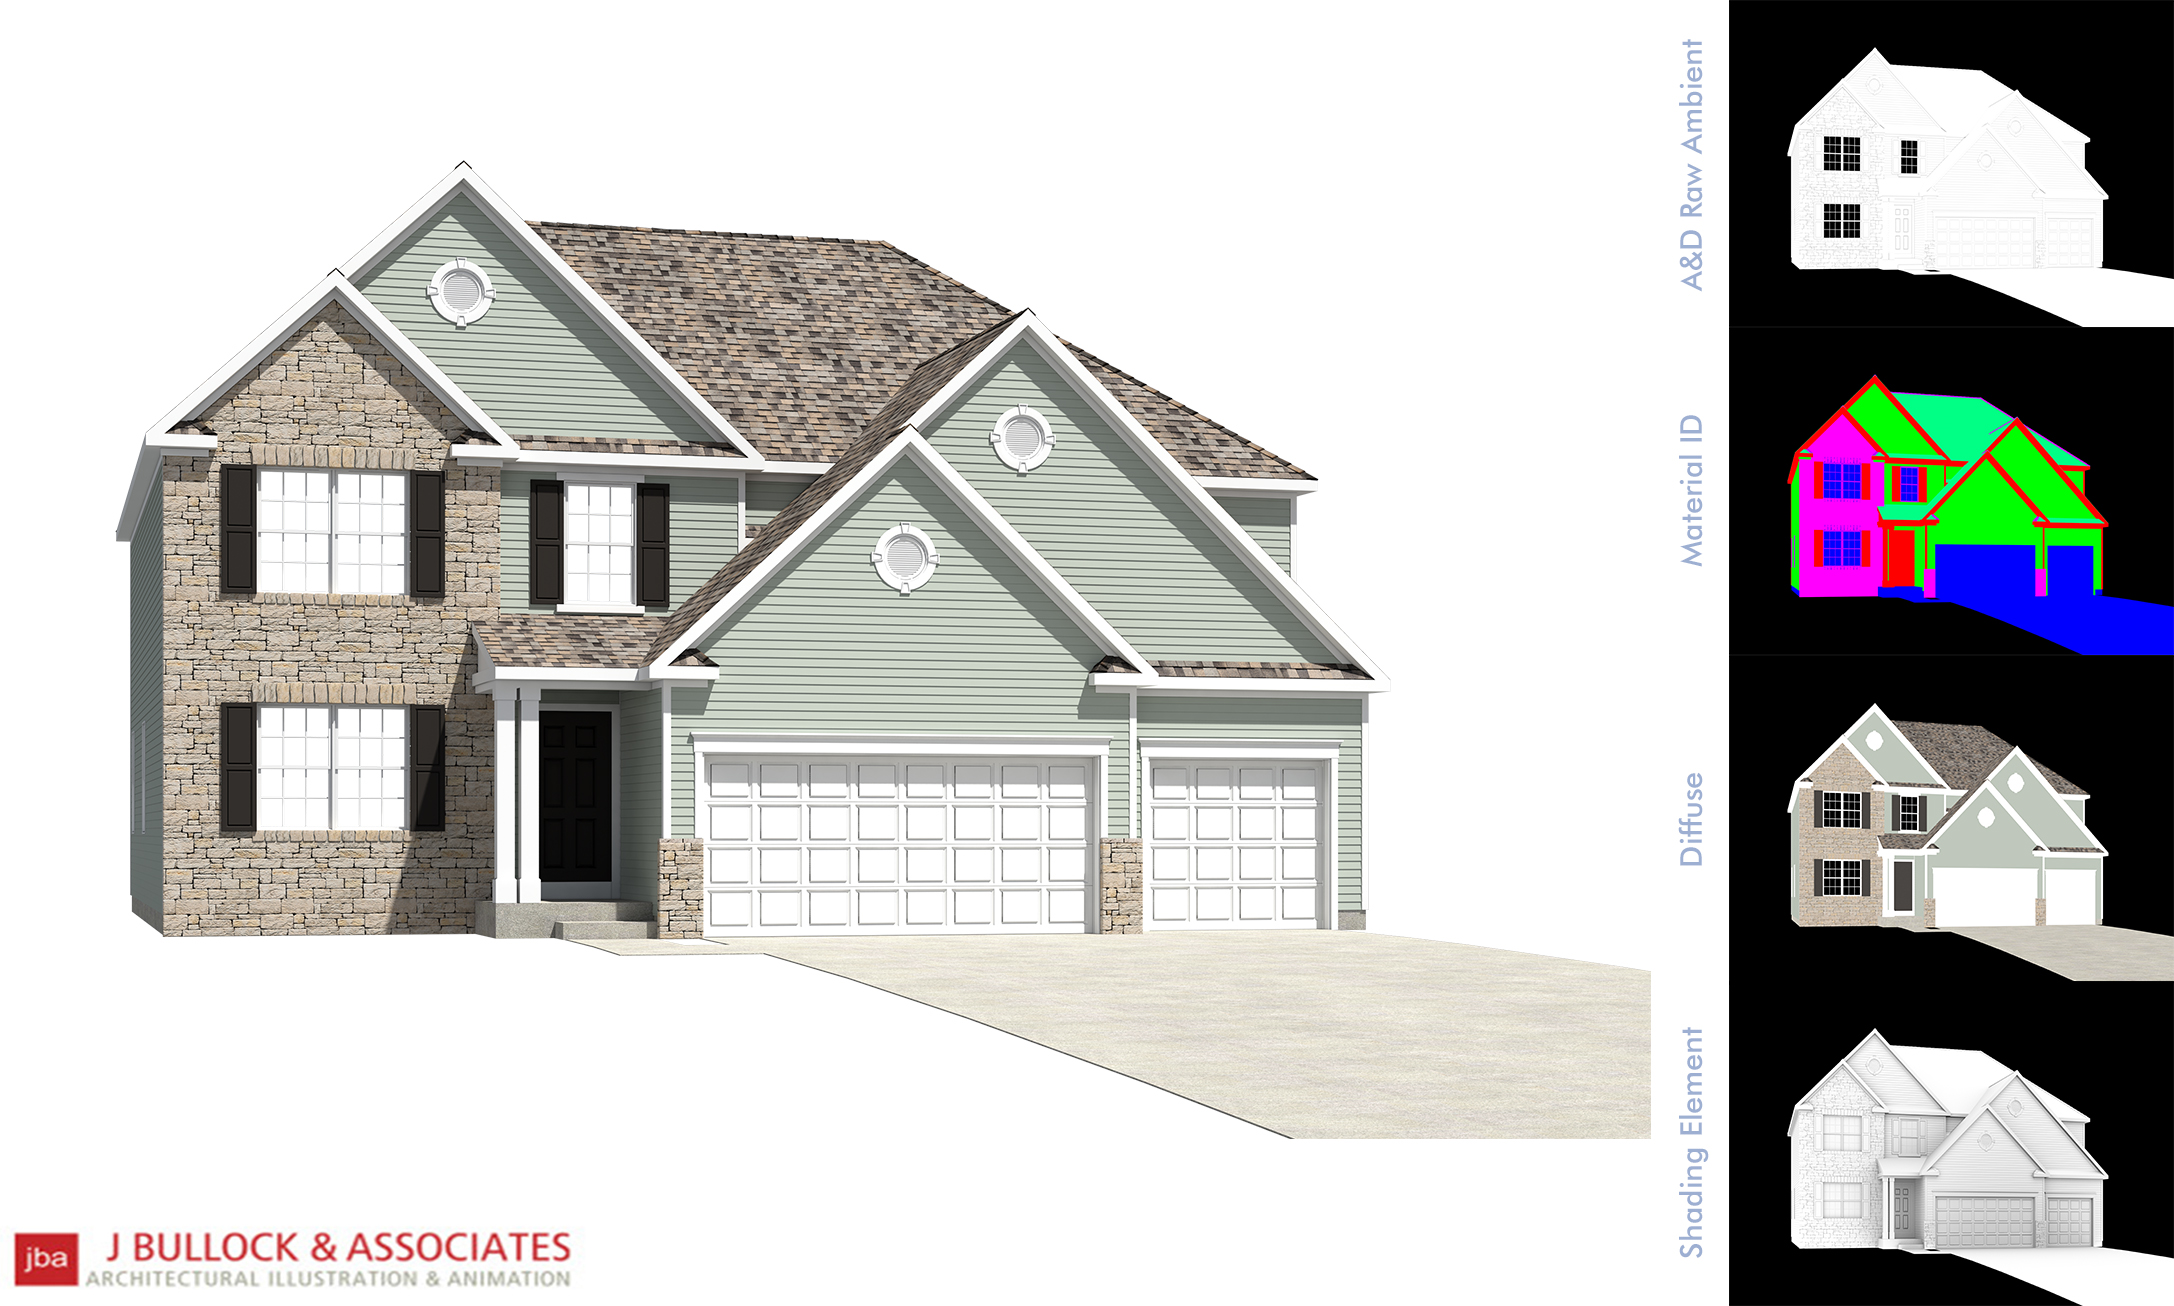 A&D Raw Ambient
Material ID
Diffuse
Shading Element
jba
J BULLOCK & ASSOCIATES
ARCHITECTURAL ILLUSTRATION & ANIMATION